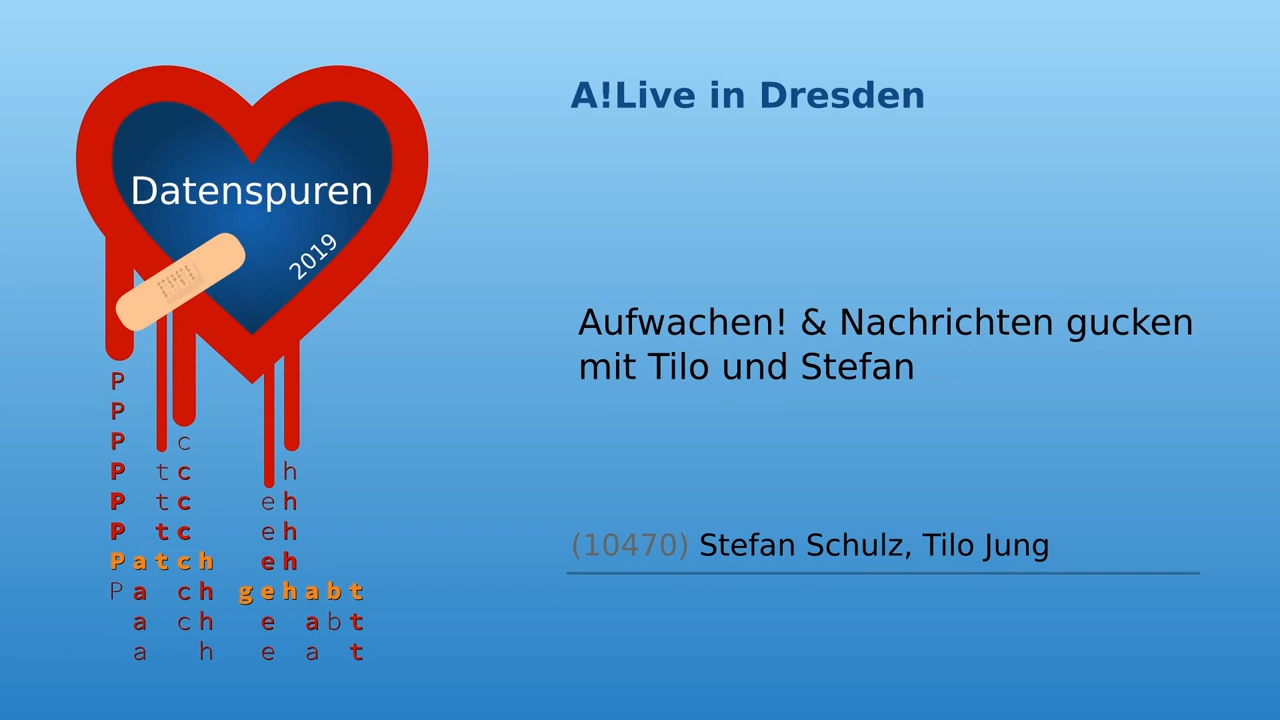 A!Live in Dresden
Datenspuren
2019
Aufwachen! & Nachrichten gucken
mit Tilo und Stefan
P
P
P c
P t c h
P t c e h
P t c e h
Patch e h
P a c h gehabt
a c h e a b t
a h e a t
(10470) Stefan Schulz, Tilo Jung